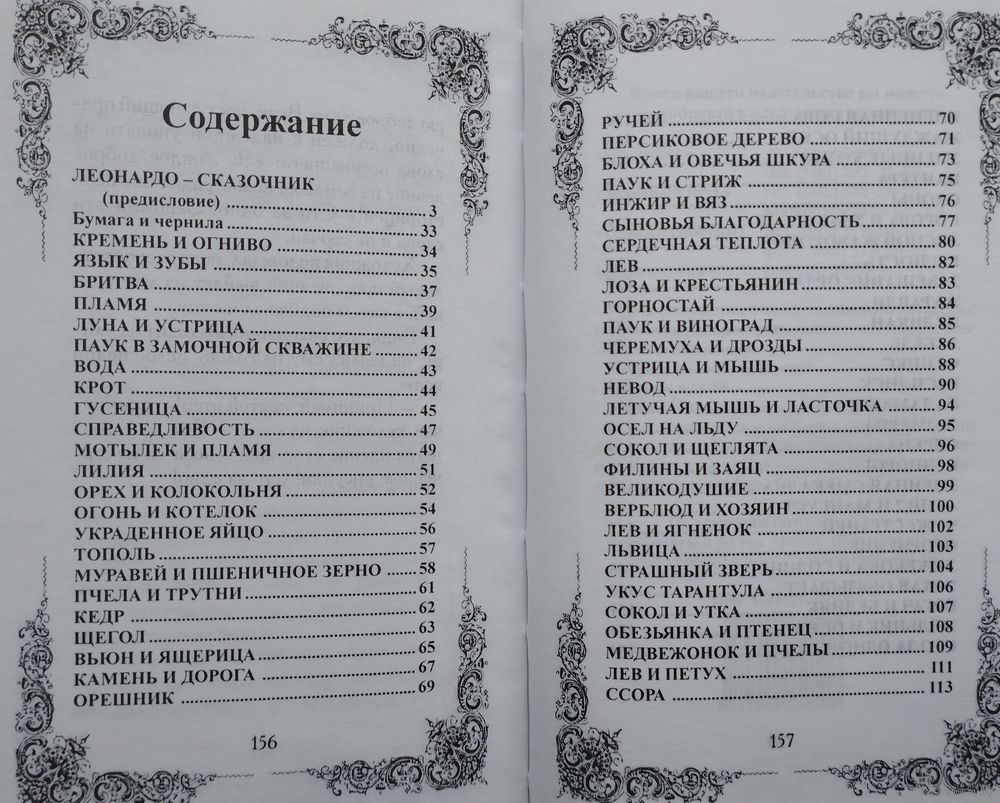 Содержание
ЛЕОНАРДО – СКАЗОЧНИК
(предисловие) 3
Бумага и чернила 33
КРЕМЕНЬ И ОГНИВО 34
ЯЗЫК И ЗУБЫ 35
БРИТВА 37
ПЛАМЯ 39
ЛУНА И УСТРИЦА 41
ПАУК В ЗАМОЧНОЙ СКВАЖИНЕ 42
ВОДА 43
КРОТ 44
ГУСЕНИЦА 45
СПРАВЕДЛИВОСТЬ 47
МОТЫЛЕК И ПЛАМЯ 49
ЛИЛИЯ 51
ОРЕХ И КОЛОКОЛЬНЯ 52
ОГОНЬ И КОТЕЛОК 54
УКРАДЕННОЕ ЯЙЦО 56
ТОПОЛЬ 57
МУРАВЕЙ И ПШЕНИЧНОЕ ЗЕРНО 58
ПЧЕЛА И ТРУТНИ 61
КЕДР 62
ЩЕГОЛ 63
ВЬЮН И ЯЩЕРИЦА 65
КАМЕНЬ И ДОРОГА 67
ОРЕШНИК 69
156
РУЧЕЙ 70
ПЕРСИКОВОЕ ДЕРЕВО 71
БЛОХА И ОВЕЧЬЯ ШКУРА 73
ПАУК И СТРИЖ 75
ИНЖИР И ВЯЗ 76
СЫНОВЬЯ БЛАГОДАРНОСТЬ 77
СЕРДЕЧНАЯ ТЕПЛОТА 80
ЛЕВ 82
ЛОЗА И КРЕСТЬЯНИН 83
ГОРНОСТАЙ 84
ПАУК И ВИНОГРАД 85
ЧЕРЕМУХА И ДРОЗДЫ 86
УСТРИЦА И МЫШЬ 88
НЕВОД 90
ЛЕТУЧАЯ МЫШЬ И ЛАСТОЧКА 94
ОСЕЛ НА ЛЬДУ 95
СОКОЛ И ЩЕГЛЯТА 96
ФИЛИНЫ И ЗАЯЦ 98
ВЕЛИКОДУШИЕ 99
ВЕРБЛЮД И ХОЗЯИН 100
ЛЕВ И ЯГНЕНОК 102
ЛЬВИЦА 103
СТРАШНЫЙ ЗВЕРЬ 104
УКУС ТАРАНТУЛА 106
СОКОЛ И УТКА 107
ОБЕЗЬЯНКА И ПТЕНЕЦ 108
МЕДВЕЖОНОК И ПЧЕЛЫ 109
ЛЕВ И ПЕТУХ 111
ССОРА 113
157